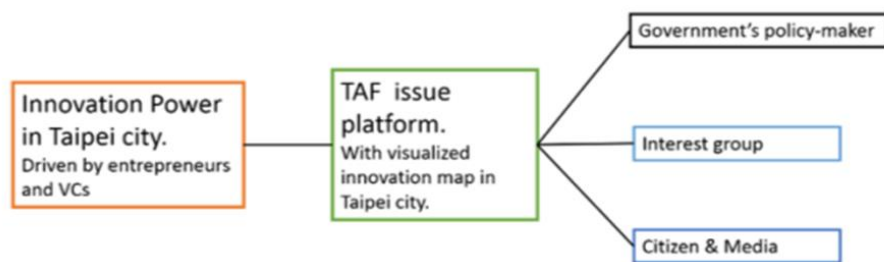 Innovation Power
in Taipei city.
Driven by entrepreneurs
and VCs
TAF issue
platform.
With visualized
innovation map in
Taipei city.
Government's policy-maker
Interest group
Citizen & Media